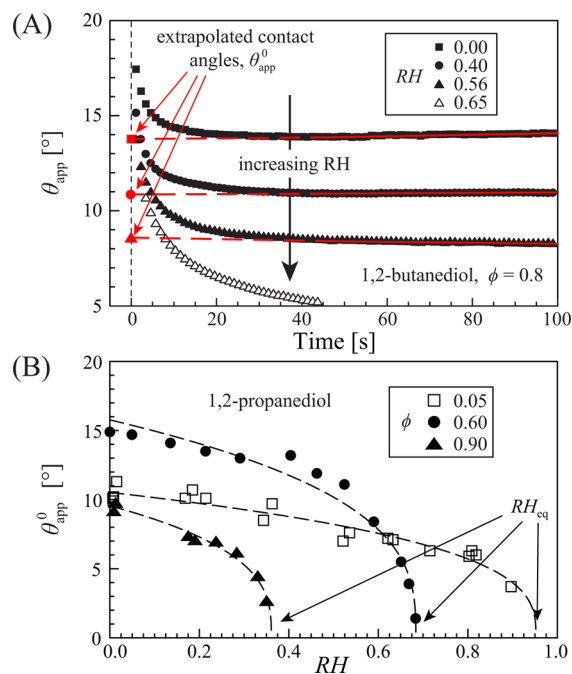 (A)
20
15
10
5
θapp [°]
extrapolated contact
angles, θ⁰app
RH
0.00
0.40
0.56
0.65
increasing RH
1,2-butanediol, ϕ = 0.8
0 20 40 60 80 100
Time [s]
(B)
20
15
10
5
0
θ⁰app [°]
1,2-propanediol
ϕ
0.05
0.60
0.90
RHeq
0.0 0.2 0.4 0.6 0.8 1.0
RH